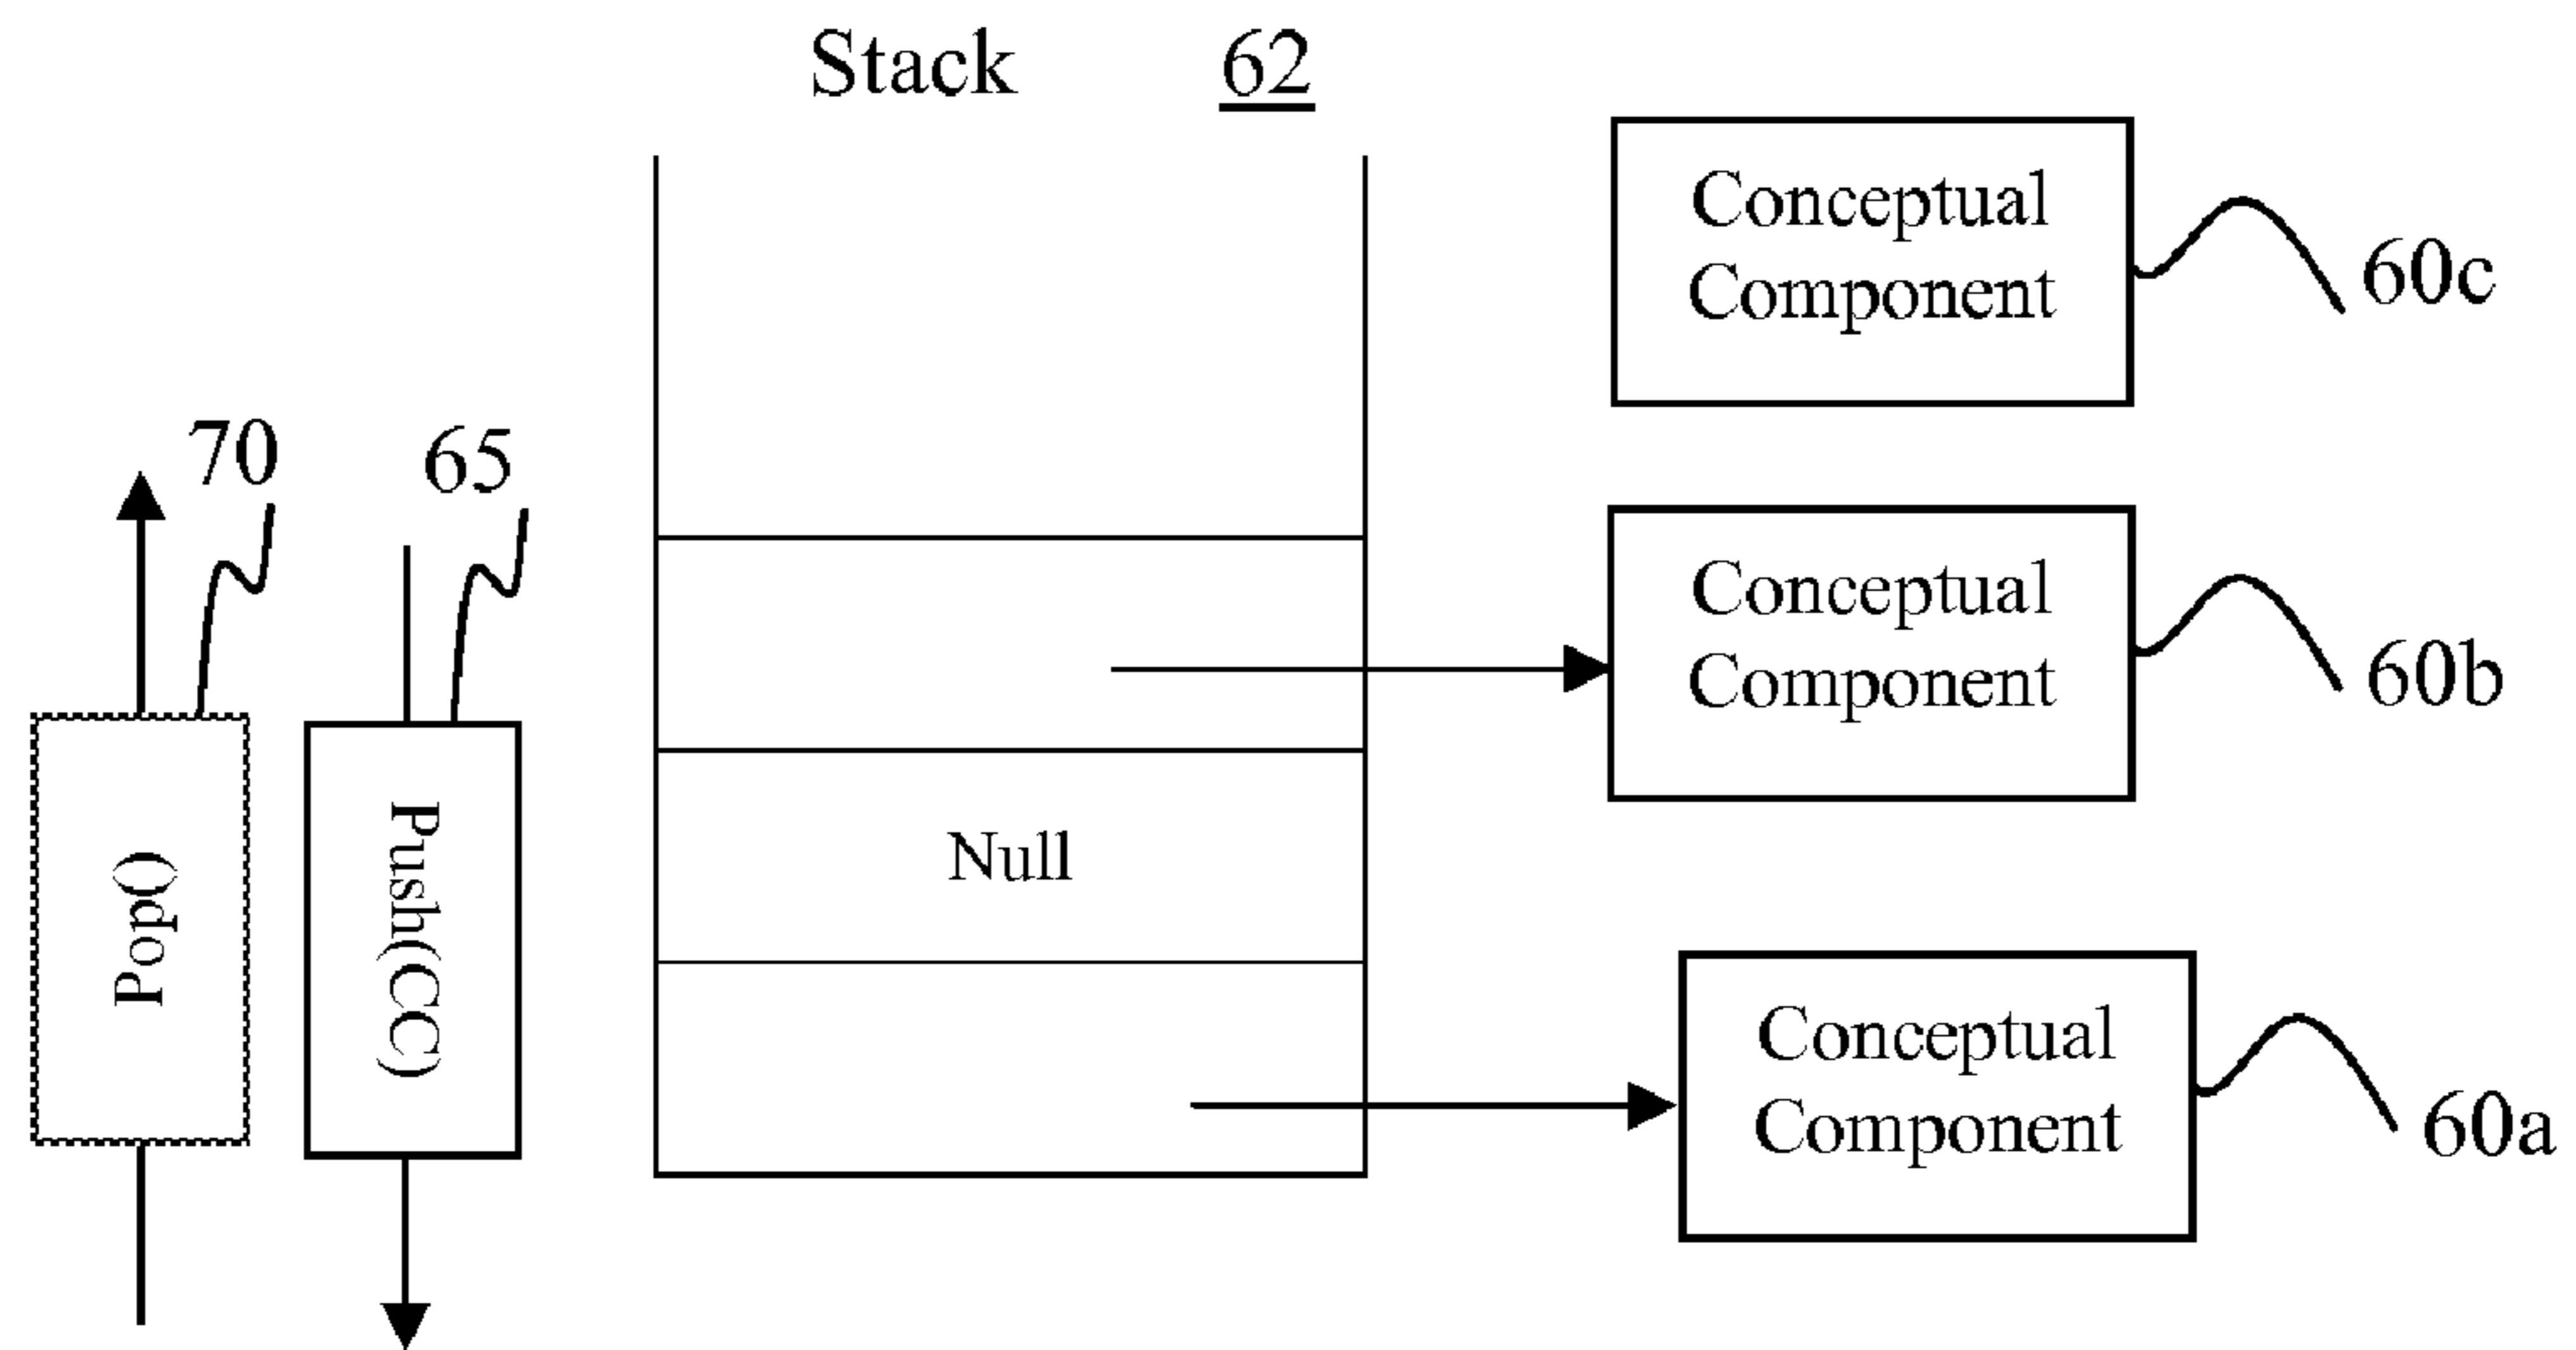 Stack 62
Conceptual
Component
60c
70
65
Conceptual
Component
60b
Pop()
Push(CC)
Null
Conceptual
Component
60a